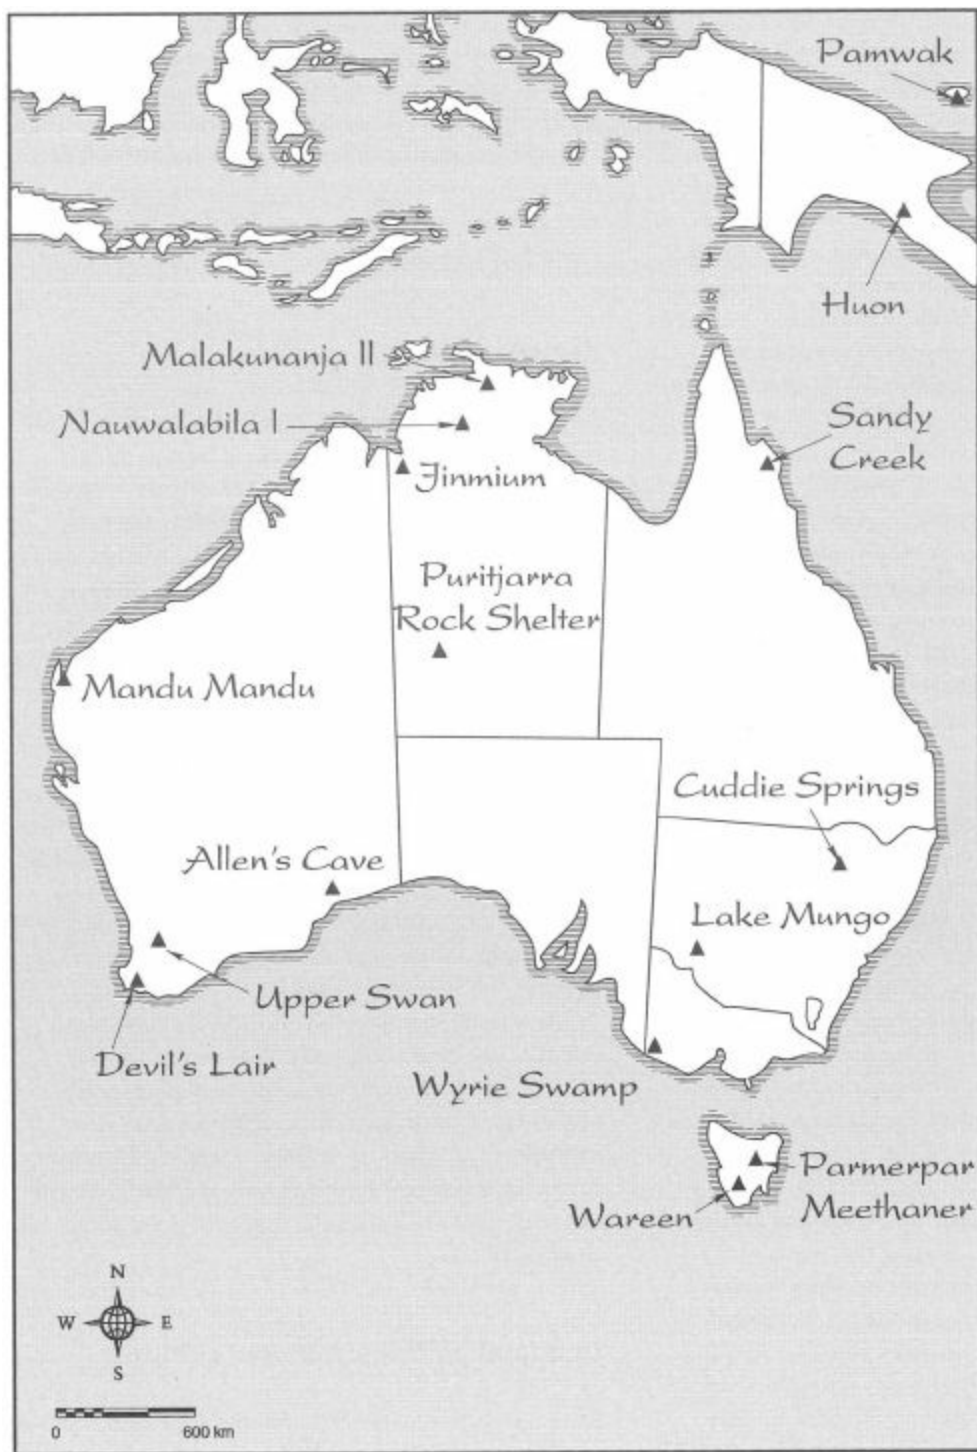 Pamwak
Huon
Malakunanja II
Nauwalabila I
Sandy
Creek
Jinmium
Puritjarra
Rock Shelter
Mandu Mandu
Cuddie Springs
Allen's Cave
Lake Mungo
Upper Swan
Devil's Lair
Wyrie Swamp
Parmerpar
Meethaner
Wareen
N
W E
S
0 600 km